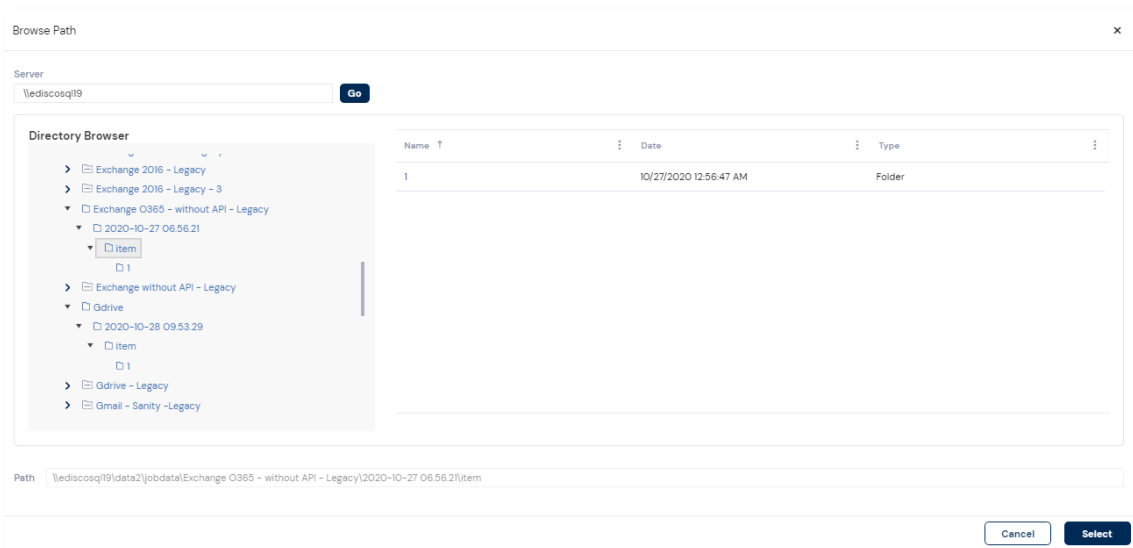 Browse Path
×
Server
\\ediscosql19
Go
Directory Browser
Exchange 2016 - Legacy
Exchange 2016 - Legacy - 3
Exchange O365 - without API - Legacy
2020-10-27 06.56.21
item
1
Exchange without API - Legacy
Gdrive
2020-10-28 09.53.29
item
1
Gdrive - Legacy
Gmail - Sanity -Legacy
Name ↑ Date Type
1 10/27/2020 12:56:47 AM Folder
Path \\ediscosql19\data2\jobdata\Exchange O365 - without API - Legacy\2020-10-27 06.56.21\item
Cancel Select